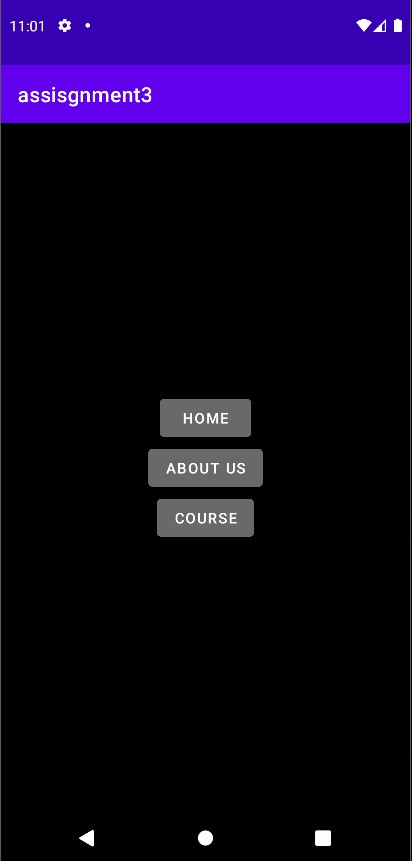 11:01
assisgnment3
HOME
ABOUT US
COURSE